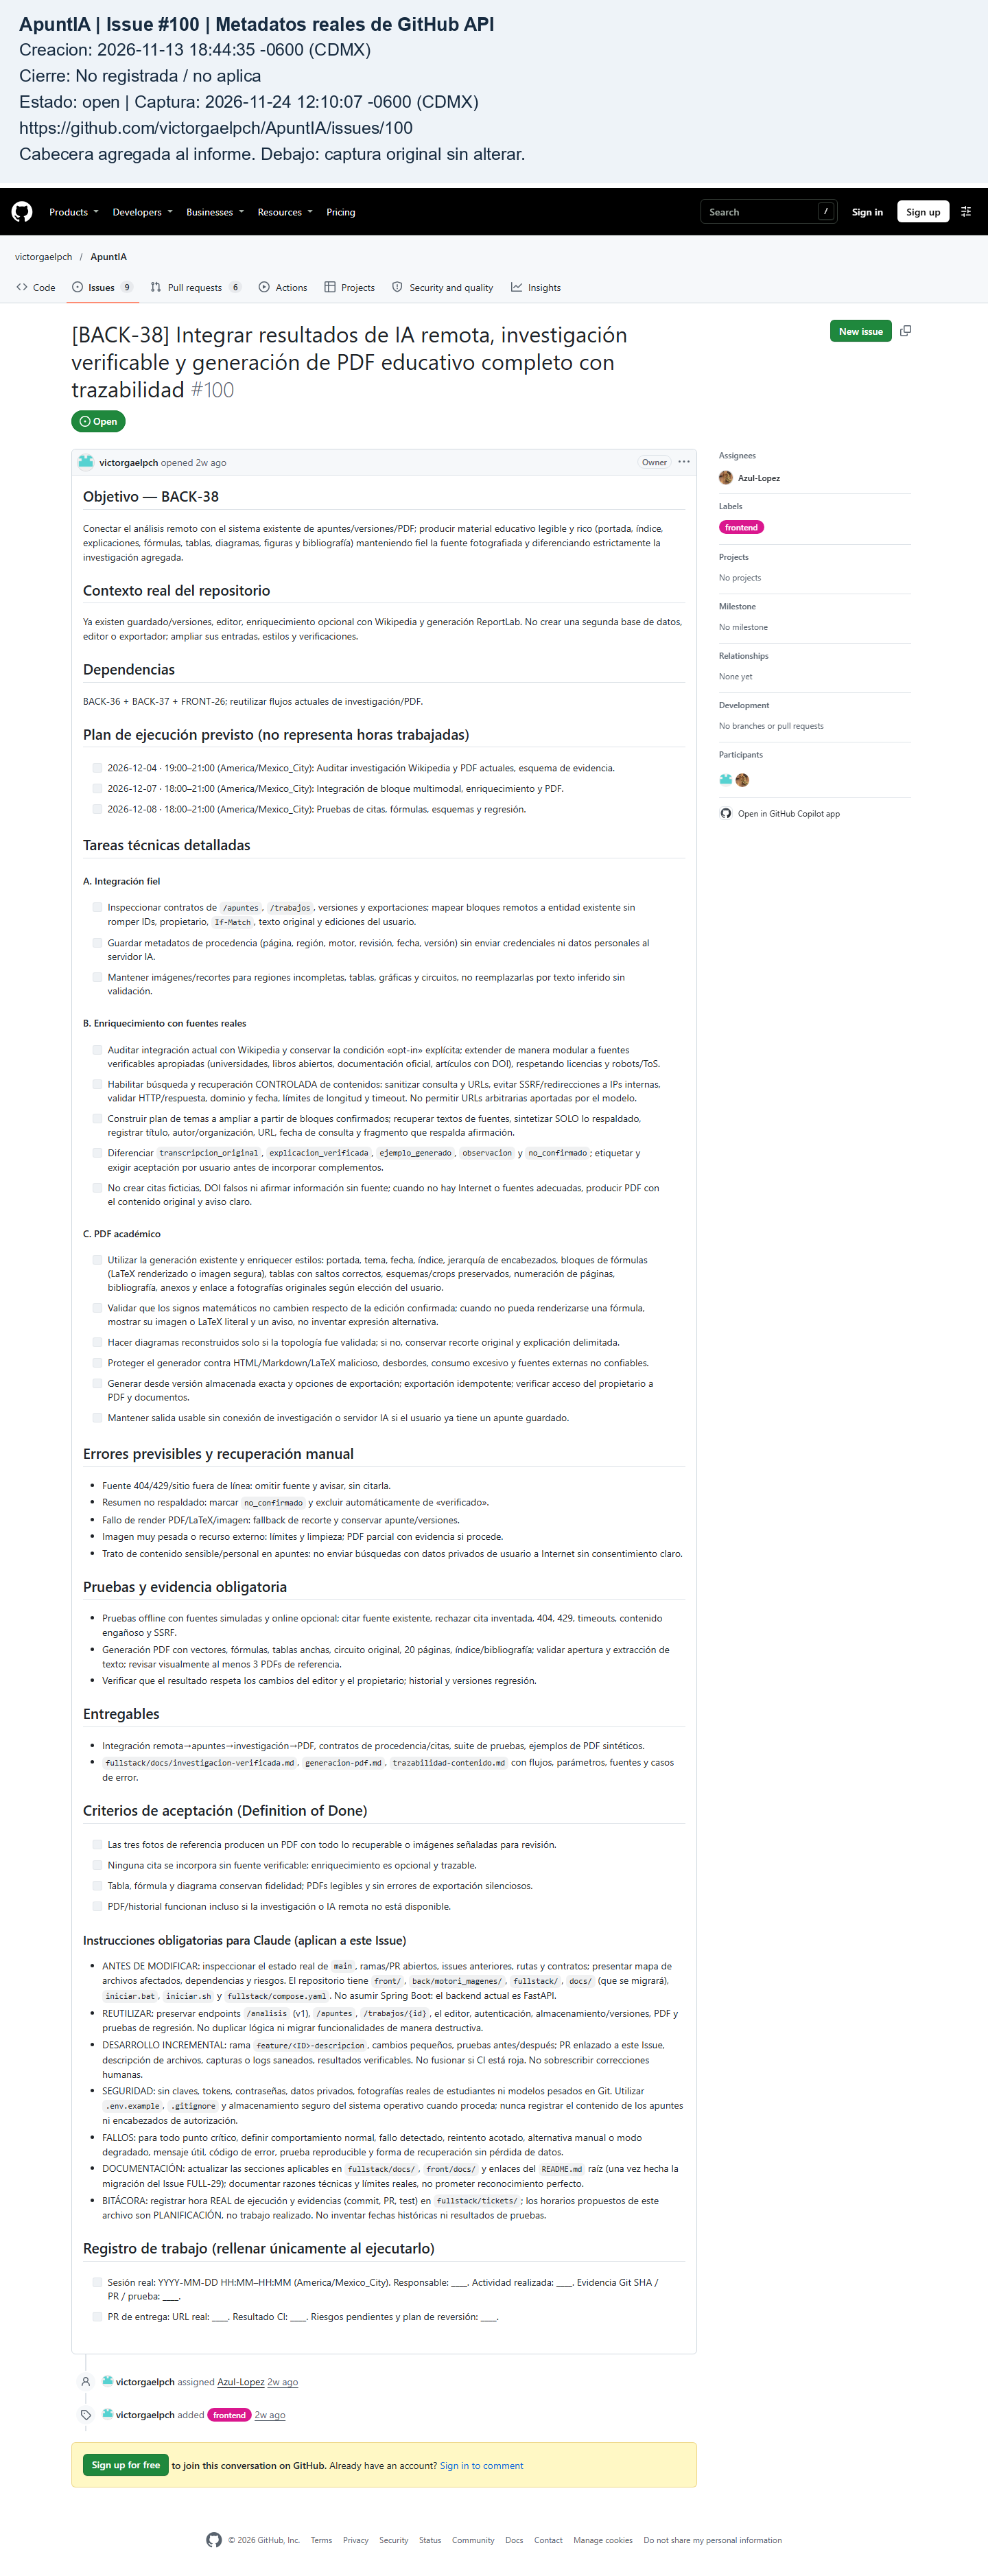 ApuntIA | Issue #100 | Metadatos reales de GitHub API
Creacion: 2026-11-13 18:44:35 -0600 (CDMX)
Cierre: No registrada / no aplica
Estado: open | Captura: 2026-11-24 12:10:07 -0600 (CDMX)
https://github.com/victorgaelpch/ApuntIA/issues/100
Cabecera agregada al informe. Debajo: captura original sin alterar.
Products Developers Businesses Resources Pricing Search / Sign in Sign up
victorgaelpch / ApuntIA
Code Issues 9 Pull requests 6 Actions Projects Security and quality Insights
[BACK-38] Integrar resultados de IA remota, investigación
verificable y generación de PDF educativo completo con
trazabilidad #100
New issue
Open
victorgaelpch opened 2w ago Owner
Objetivo — BACK-38
Conectar el análisis remoto con el sistema existente de apuntes/versiones/PDF; producir material educativo legible y rico (portada, índice,
explicaciones, fórmulas, tablas, diagramas, figuras y bibliografía) manteniendo fiel la fuente fotografiada y diferenciando estrictamente la
investigación agregada.
Contexto real del repositorio
Ya existen guardado/versiones, editor, enriquecimiento opcional con Wikipedia y generación ReportLab. No crear una segunda base de datos,
editor o exportador: ampliar sus entradas, estilos y verificaciones.
Dependencias
BACK-36 + BACK-37 + FRONT-26; reutilizar flujos actuales de investigación/PDF.
Plan de ejecución previsto (no representa horas trabajadas)
2026-12-04 · 19:00–21:00 (America/Mexico_City): Auditar investigación Wikipedia y PDF actuales, esquema de evidencia.
2026-12-07 · 18:00–21:00 (America/Mexico_City): Integración de bloque multimodal, enriquecimiento y PDF.
2026-12-08 · 18:00–21:00 (America/Mexico_City): Pruebas de citas, fórmulas, esquemas y regresión.
Tareas técnicas detalladas
A. Integración fiel
Inspeccionar contratos de /apuntes, /trabajos, versiones y exportaciones; mapear bloques remotos a entidad existente sin
romper IDs, propietario, If-Match, texto original y ediciones del usuario.
Guardar metadatos de procedencia (página, región, motor, revisión, fecha, versión) sin enviar credenciales ni datos personales al
servidor IA.
Mantener imágenes/recortes para regiones incompletas, tablas, gráficas y circuitos, no reemplazarlas por texto inferido sin
validación.
B. Enriquecimiento con fuentes reales
Auditar integración actual con Wikipedia y conservar la condición «opt-in» explícita; extender de manera modular a fuentes
verificables apropiadas (universidades, libros abiertos, documentación oficial, artículos con DOI), respetando licencias y robots/ToS.
Habilitar búsqueda y recuperación CONTROLADA de contenidos: sanitizar consulta y URLs, evitar SSRF/redirecciones a IPs internas,
validar HTTP/respuesta, dominio y fecha, límites de longitud y timeout. No permitir URLs arbitrarias aportadas por el modelo.
Construir plan de temas a ampliar a partir de bloques confirmados; recuperar textos de fuentes, sintetizar SOLO lo respaldado,
registrar título, autor/organización, URL, fecha de consulta y fragmento que respalda afirmación.
Diferenciar transcripcion_original, explicacion_verificada, ejemplo_generado, observacion y no_confirmado; etiquetar y
exigir aceptación por usuario antes de incorporar complementos.
No crear citas ficticias, DOI falsos ni afirmar información sin fuente; cuando no hay Internet o fuentes adecuadas, producir PDF con
el contenido original y aviso claro.
C. PDF académico
Utilizar la generación existente y enriquecer estilos: portada, tema, fecha, índice, jerarquía de encabezados, bloques de fórmulas
(LaTeX renderizado o imagen segura), tablas con saltos correctos, esquemas/crops preservados, numeración de páginas,
bibliografía, anexos y enlace a fotografías originales según elección del usuario.
Validar que los signos matemáticos no cambien respecto de la edición confirmada; cuando no pueda renderizarse una fórmula,
mostrar su imagen o LaTeX literal y un aviso, no inventar expresión alternativa.
Hacer diagramas reconstruidos solo si la topología fue validada; si no, conservar recorte original y explicación delimitada.
Proteger el generador contra HTML/Markdown/LaTeX malicioso, desbordes, consumo excesivo y fuentes externas no confiables.
Generar desde versión almacenada exacta y opciones de exportación; exportación idempotente; verificar acceso del propietario a
PDF y documentos.
Mantener salida usable sin conexión de investigación o servidor IA si el usuario ya tiene un apunte guardado.
Errores previsibles y recuperación manual
Fuente 404/429/sitio fuera de línea: omitir fuente y avisar, sin citarla.
Resumen no respaldado: marcar no_confirmado y excluir automáticamente de «verificado».
Fallo de render PDF/LaTeX/imagen: fallback de recorte y conservar apunte/versiones.
Imagen muy pesada o recurso externo: límites y limpieza; PDF parcial con evidencia si procede.
Trato de contenido sensible/personal en apuntes: no enviar búsquedas con datos privados de usuario a Internet sin consentimiento claro.
Pruebas y evidencia obligatoria
Pruebas offline con fuentes simuladas y online opcional; citar fuente existente, rechazar cita inventada, 404, 429, timeouts, contenido
engañoso y SSRF.
Generación PDF con vectores, fórmulas, tablas anchas, circuito original, 20 páginas, índice/bibliografía; validar apertura y extracción de
texto; revisar visualmente al menos 3 PDFs de referencia.
Verificar que el resultado respeta los cambios del editor y el propietario; historial y versiones regresión.
Entregables
Integración remota→apuntes→investigación→PDF, contratos de procedencia/citas, suite de pruebas, ejemplos de PDF sintéticos.
fullstack/docs/investigacion-verificada.md, generacion-pdf.md, trazabilidad-contenido.md con flujos, parámetros, fuentes y casos
de error.
Criterios de aceptación (Definition of Done)
Las tres fotos de referencia producen un PDF con todo lo recuperable o imágenes señaladas para revisión.
Ninguna cita se incorpora sin fuente verificable; enriquecimiento es opcional y trazable.
Tabla, fórmula y diagrama conservan fidelidad; PDFs legibles y sin errores de exportación silenciosos.
PDF/historial funcionan incluso si la investigación o IA remota no está disponible.
Instrucciones obligatorias para Claude (aplican a este Issue)
ANTES DE MODIFICAR: inspeccionar el estado real de main, ramas/PR abiertos, issues anteriores, rutas y contratos; presentar mapa de
archivos afectados, dependencias y riesgos. El repositorio tiene front/, back/motori_magenes/, fullstack/, docs/ (que se migrará),
iniciar.bat, iniciar.sh y fullstack/compose.yaml. No asumir Spring Boot: el backend actual es FastAPI.
REUTILIZAR: preservar endpoints /analisis (v1), /apuntes, /trabajos/{id}, el editor, autenticación, almacenamiento/versiones, PDF y
pruebas de regresión. No duplicar lógica ni migrar funcionalidades de manera destructiva.
DESARROLLO INCREMENTAL: rama feature/<ID>-descripcion, cambios pequeños, pruebas antes/después; PR enlazado a este Issue,
descripción de archivos, capturas o logs saneados, resultados verificables. No fusionar si CI está roja. No sobrescribir correcciones
humanas.
SEGURIDAD: sin claves, tokens, contraseñas, datos privados, fotografías reales de estudiantes ni modelos pesados en Git. Utilizar
.env.example, .gitignore y almacenamiento seguro del sistema operativo cuando proceda; nunca registrar el contenido de los apuntes
ni encabezados de autorización.
FALLOS: para todo punto crítico, definir comportamiento normal, fallo detectado, reintento acotado, alternativa manual o modo
degradado, mensaje útil, código de error, prueba reproducible y forma de recuperación sin pérdida de datos.
DOCUMENTACIÓN: actualizar las secciones aplicables en fullstack/docs/, front/docs/ y enlaces del README.md raíz (una vez hecha la
migración del Issue FULL-29); documentar razones técnicas y límites reales, no prometer reconocimiento perfecto.
BITÁCORA: registrar hora REAL de ejecución y evidencias (commit, PR, test) en fullstack/tickets/; los horarios propuestos de este
archivo son PLANIFICACIÓN, no trabajo realizado. No inventar fechas históricas ni resultados de pruebas.
Registro de trabajo (rellenar únicamente al ejecutarlo)
Sesión real: YYYY-MM-DD HH:MM–HH:MM (America/Mexico_City). Responsable: ____. Actividad realizada: ____. Evidencia Git SHA /
PR / prueba: ____.
PR de entrega: URL real: ____. Resultado CI: ____. Riesgos pendientes y plan de reversión: ____.
victorgaelpch assigned Azul-Lopez 2w ago
victorgaelpch added frontend 2w ago
Sign up for free to join this conversation on GitHub. Already have an account? Sign in to comment
Assignees
Azul-Lopez
Labels
frontend
Projects
No projects
Milestone
No milestone
Relationships
None yet
Development
No branches or pull requests
Participants
Open in GitHub Copilot app
© 2026 GitHub, Inc. Terms Privacy Security Status Community Docs Contact Manage cookies Do not share my personal information